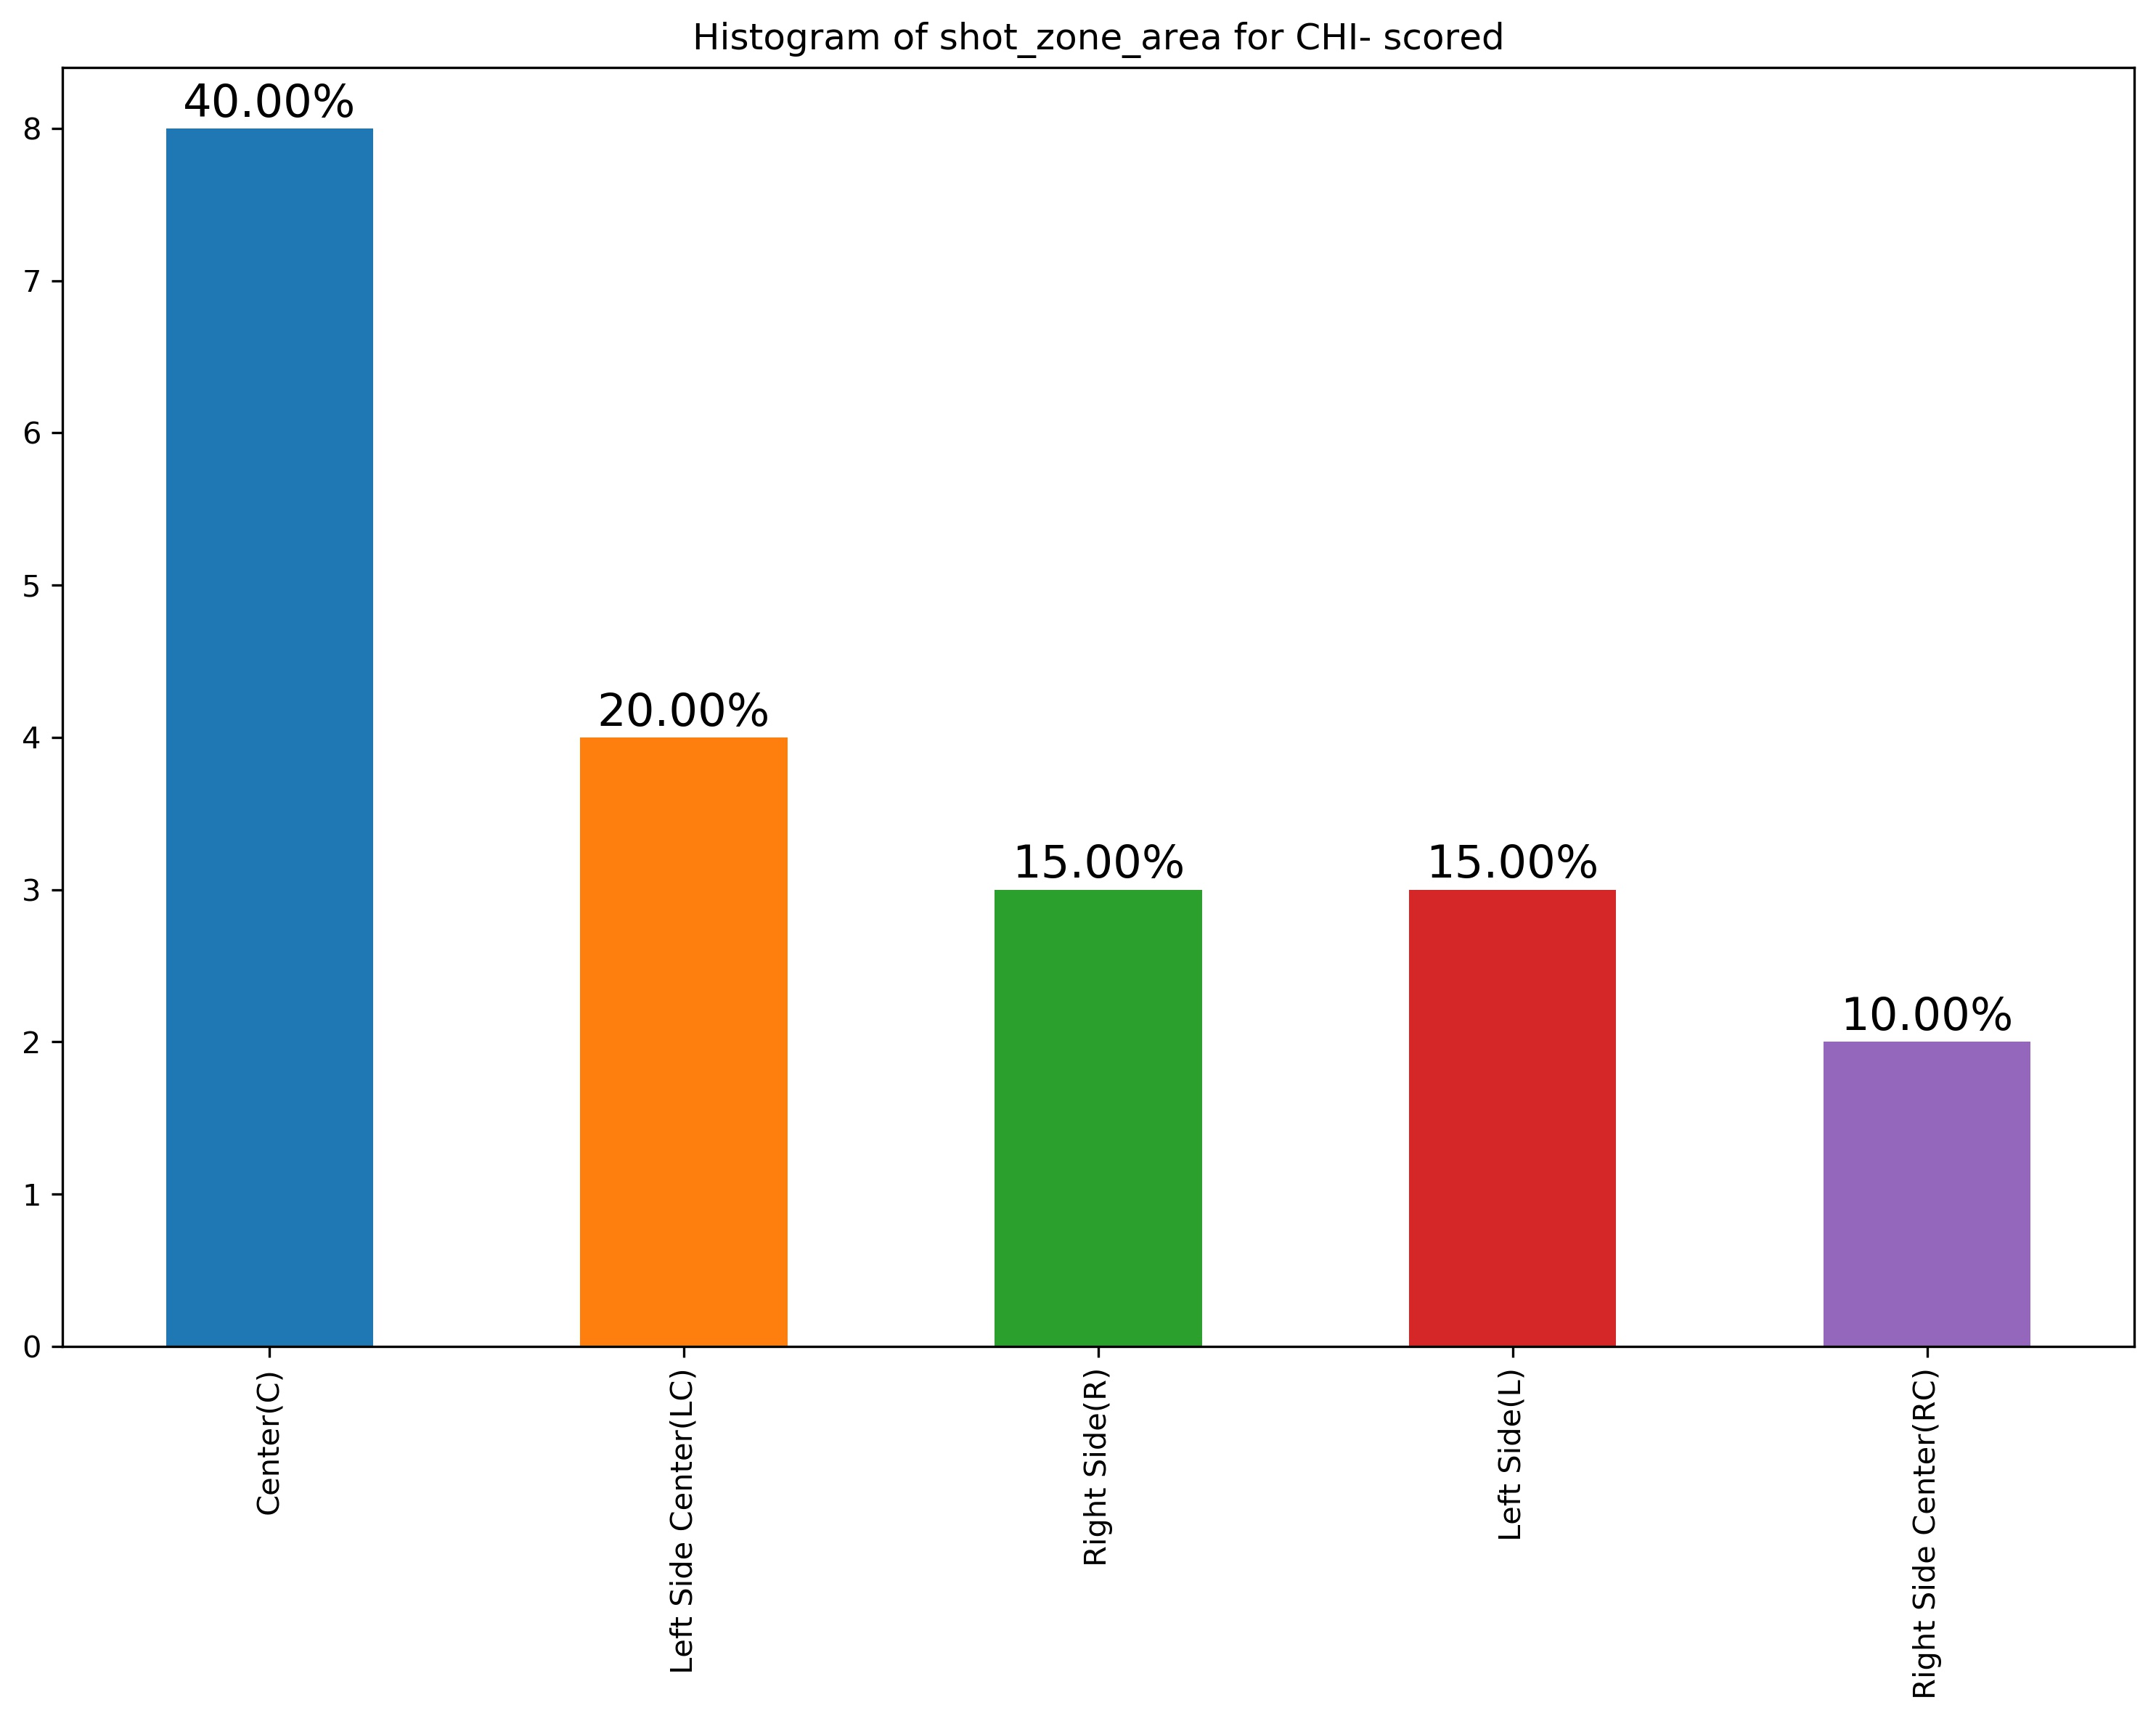 Histogram of shot_zone_area for CHI- scored
40.00%
8
7
6
5
20.00%
4
15.00%
15.00%
3
10.00%
2
1
0
Center(C)
Left Side Center(LC)
Right Side(R)
Left Side(L)
Right Side Center(RC)